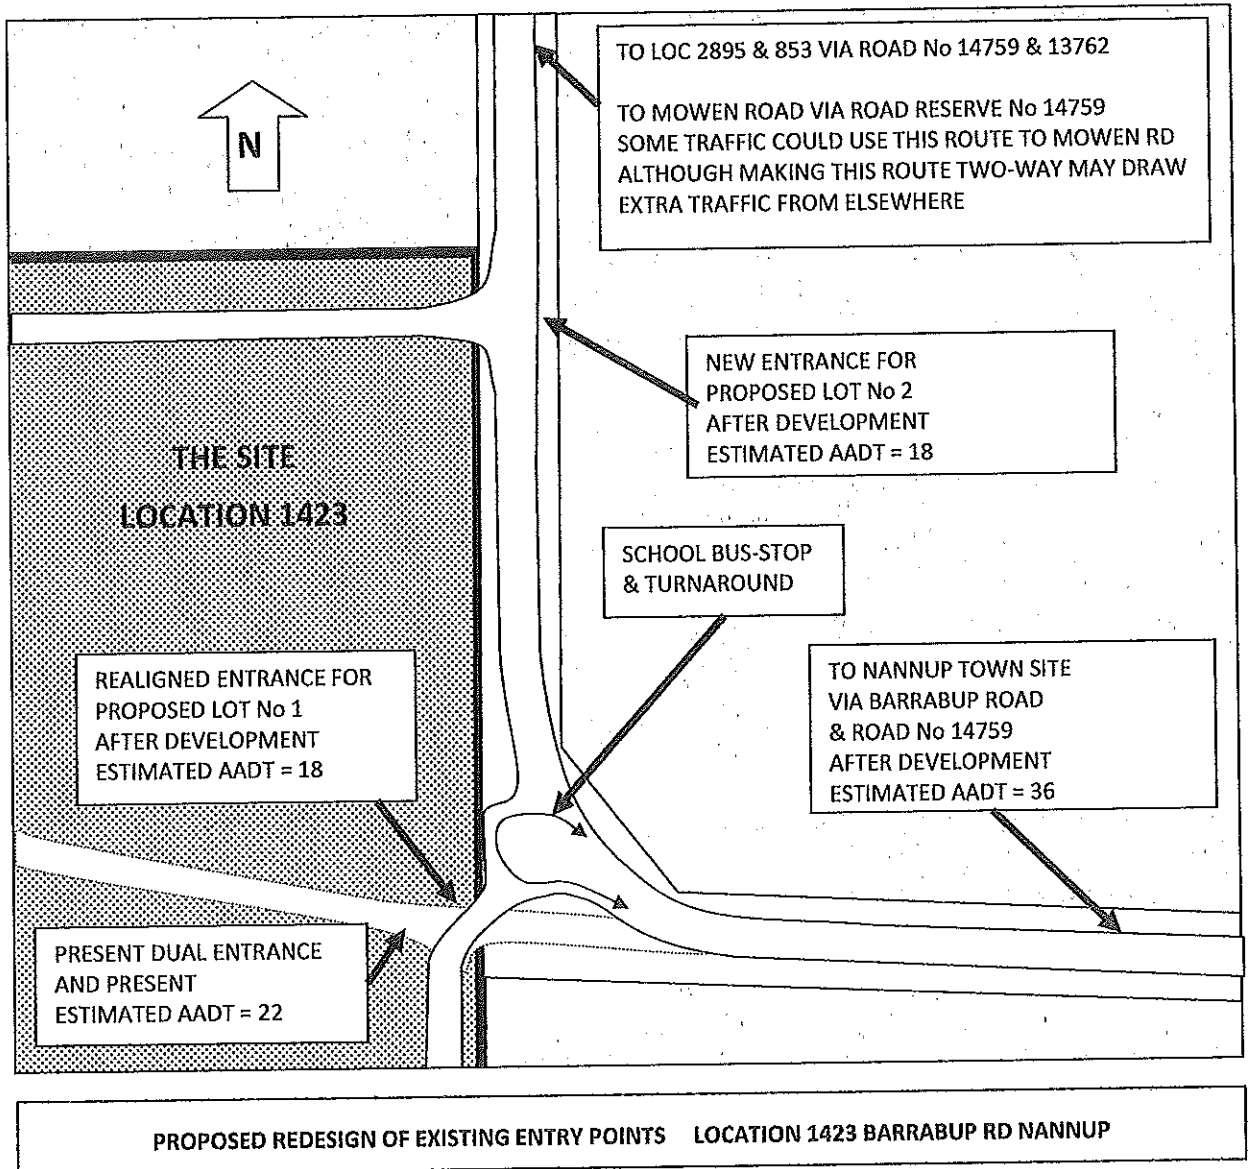 TO LOC 2895 & 853 VIA ROAD No 14759 & 13762
TO MOWEN ROAD VIA ROAD RESERVE No 14759
SOME TRAFFIC COULD USE THIS ROUTE TO MOWEN RD
ALTHOUGH MAKING THIS ROUTE TWO-WAY MAY DRAW
EXTRA TRAFFIC FROM ELSEWHERE
N
NEW ENTRANCE FOR
PROPOSED LOT No 2
AFTER DEVELOPMENT
ESTIMATED AADT = 18
THE SITE
LOCATION 1423
SCHOOL BUS-STOP
& TURNAROUND
REALIGNED ENTRANCE FOR
PROPOSED LOT No 1
AFTER DEVELOPMENT
ESTIMATED AADT = 18
TO NANNUP TOWN SITE
VIA BARRABUP ROAD
& ROAD No 14759
AFTER DEVELOPMENT
ESTIMATED AADT = 36
PRESENT DUAL ENTRANCE
AND PRESENT
ESTIMATED AADT = 22
PROPOSED REDESIGN OF EXISTING ENTRY POINTS LOCATION 1423 BARRABUP RD NANNUP